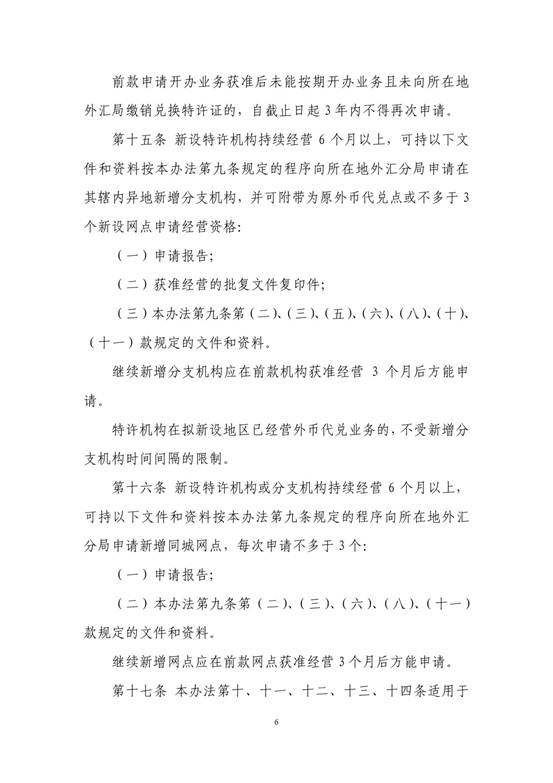 前款申请开办业务获准后未能按期开办业务且未向所在地
外汇局缴销兑换特许证的，自截止日起 3 年内不得再次申请。
第十五条 新设特许机构持续经营 6 个月以上，可持以下文
件和资料按本办法第九条规定的程序向所在地外汇分局申请在
其辖内异地新增分支机构，并可附带为原外币代兑点或不多于 3
个新设网点申请经营资格：
（一）申请报告；
（二）获准经营的批复文件复印件；
（三）本办法第九条第（二）、（三）、（五）、（六）、（八）、（十）、
（十一）款规定的文件和资料。
继续新增分支机构应在前款机构获准经营 3 个月后方能申
请。
特许机构在拟新设地区已经营外币代兑业务的，不受新增分
支机构时间间隔的限制。
第十六条 新设特许机构或分支机构持续经营 6 个月以上，
可持以下文件和资料按本办法第九条规定的程序向所在地外汇
分局申请新增同城网点，每次申请不多于 3 个：
（一）申请报告；
（二）本办法第九条第（二）、（三）、（六）、（八）、（十一）
款规定的文件和资料。
继续新增网点应在前款网点获准经营 3 个月后方能申请。
第十七条 本办法第十、十一、十二、十三、十四条适用于
6